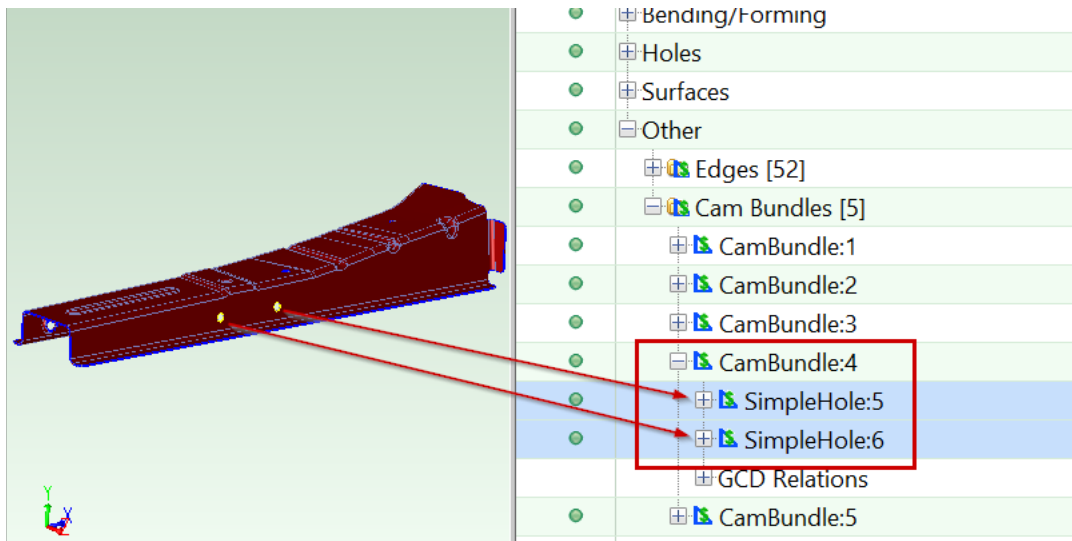 Bending/Forming
Holes
Surfaces
Other
Edges [52]
Cam Bundles [5]
CamBundle:1
CamBundle:2
CamBundle:3
CamBundle:4
SimpleHole:5
SimpleHole:6
GCD Relations
CamBundle:5
Y
X